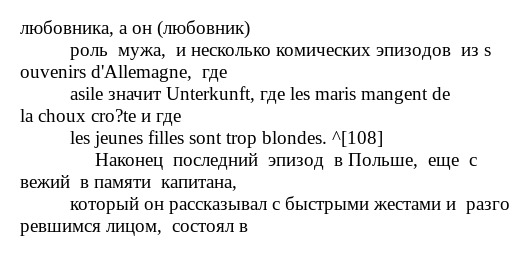 любовника, а он (любовник)
роль мужа, и несколько комических эпизодов из s
ouvenirs d'Allemagne, где
asile значит Unterkunft, где les maris mangent de
la choux cro?te и где
les jeunes filles sont trop blondes. ^[108]
Наконец последний эпизод в Польше, еще с
вежий в памяти капитана,
который он рассказывал с быстрыми жестами и разго
ревшимся лицом, состоял в